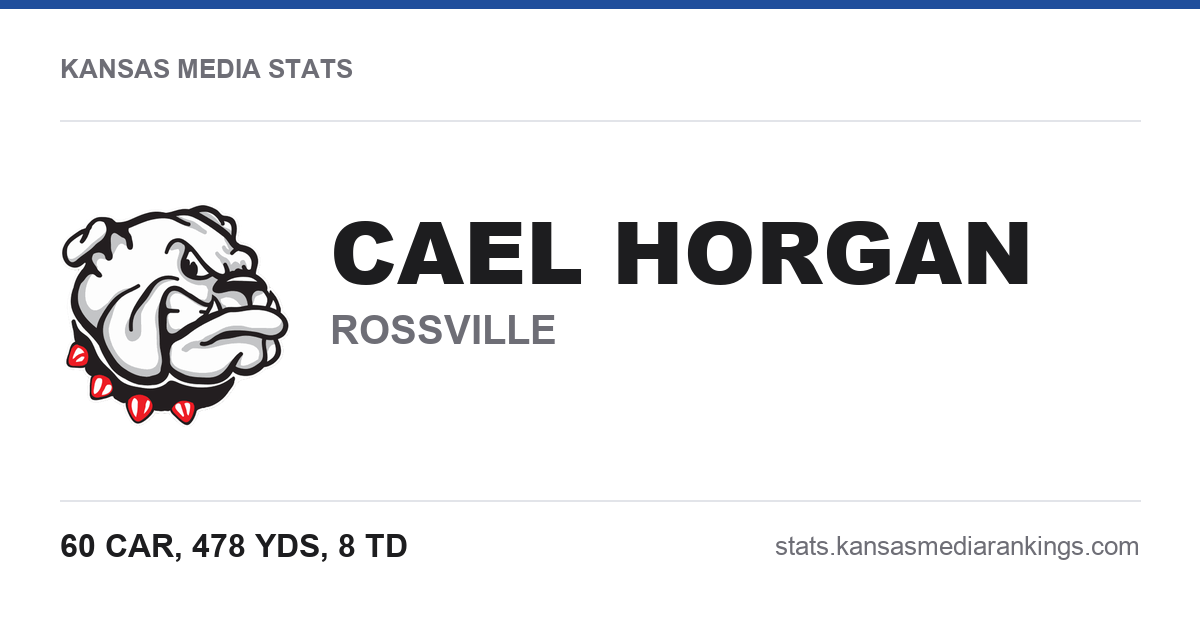 KANSAS MEDIA STATS
CAEL HORGAN
ROSSVILLE
60 CAR, 478 YDS, 8 TD
stats.kansasmediarankings.com